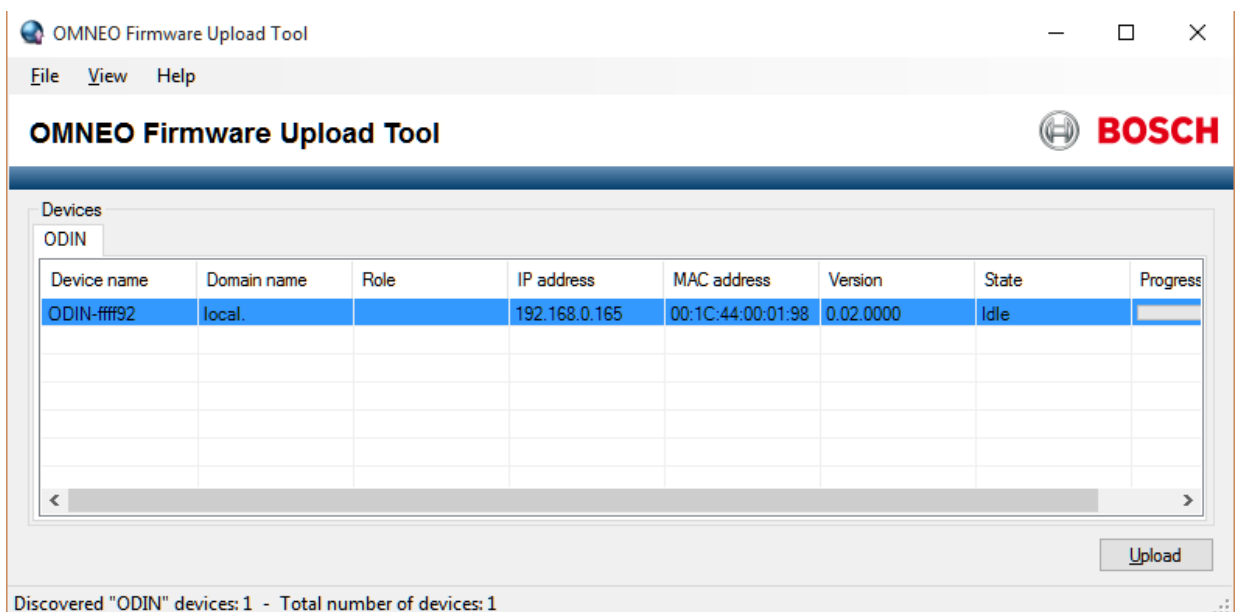 OMNEO Firmware Upload Tool
File View Help
OMNEO Firmware Upload Tool BOSCH
Devices
ODIN
Device name Domain name Role IP address MAC address Version State Progress
ODIN-ffff92 local. 192.168.0.165 00:1C:44:00:01:98 0.02.0000 Idle
Upload
Discovered "ODIN" devices: 1 - Total number of devices: 1